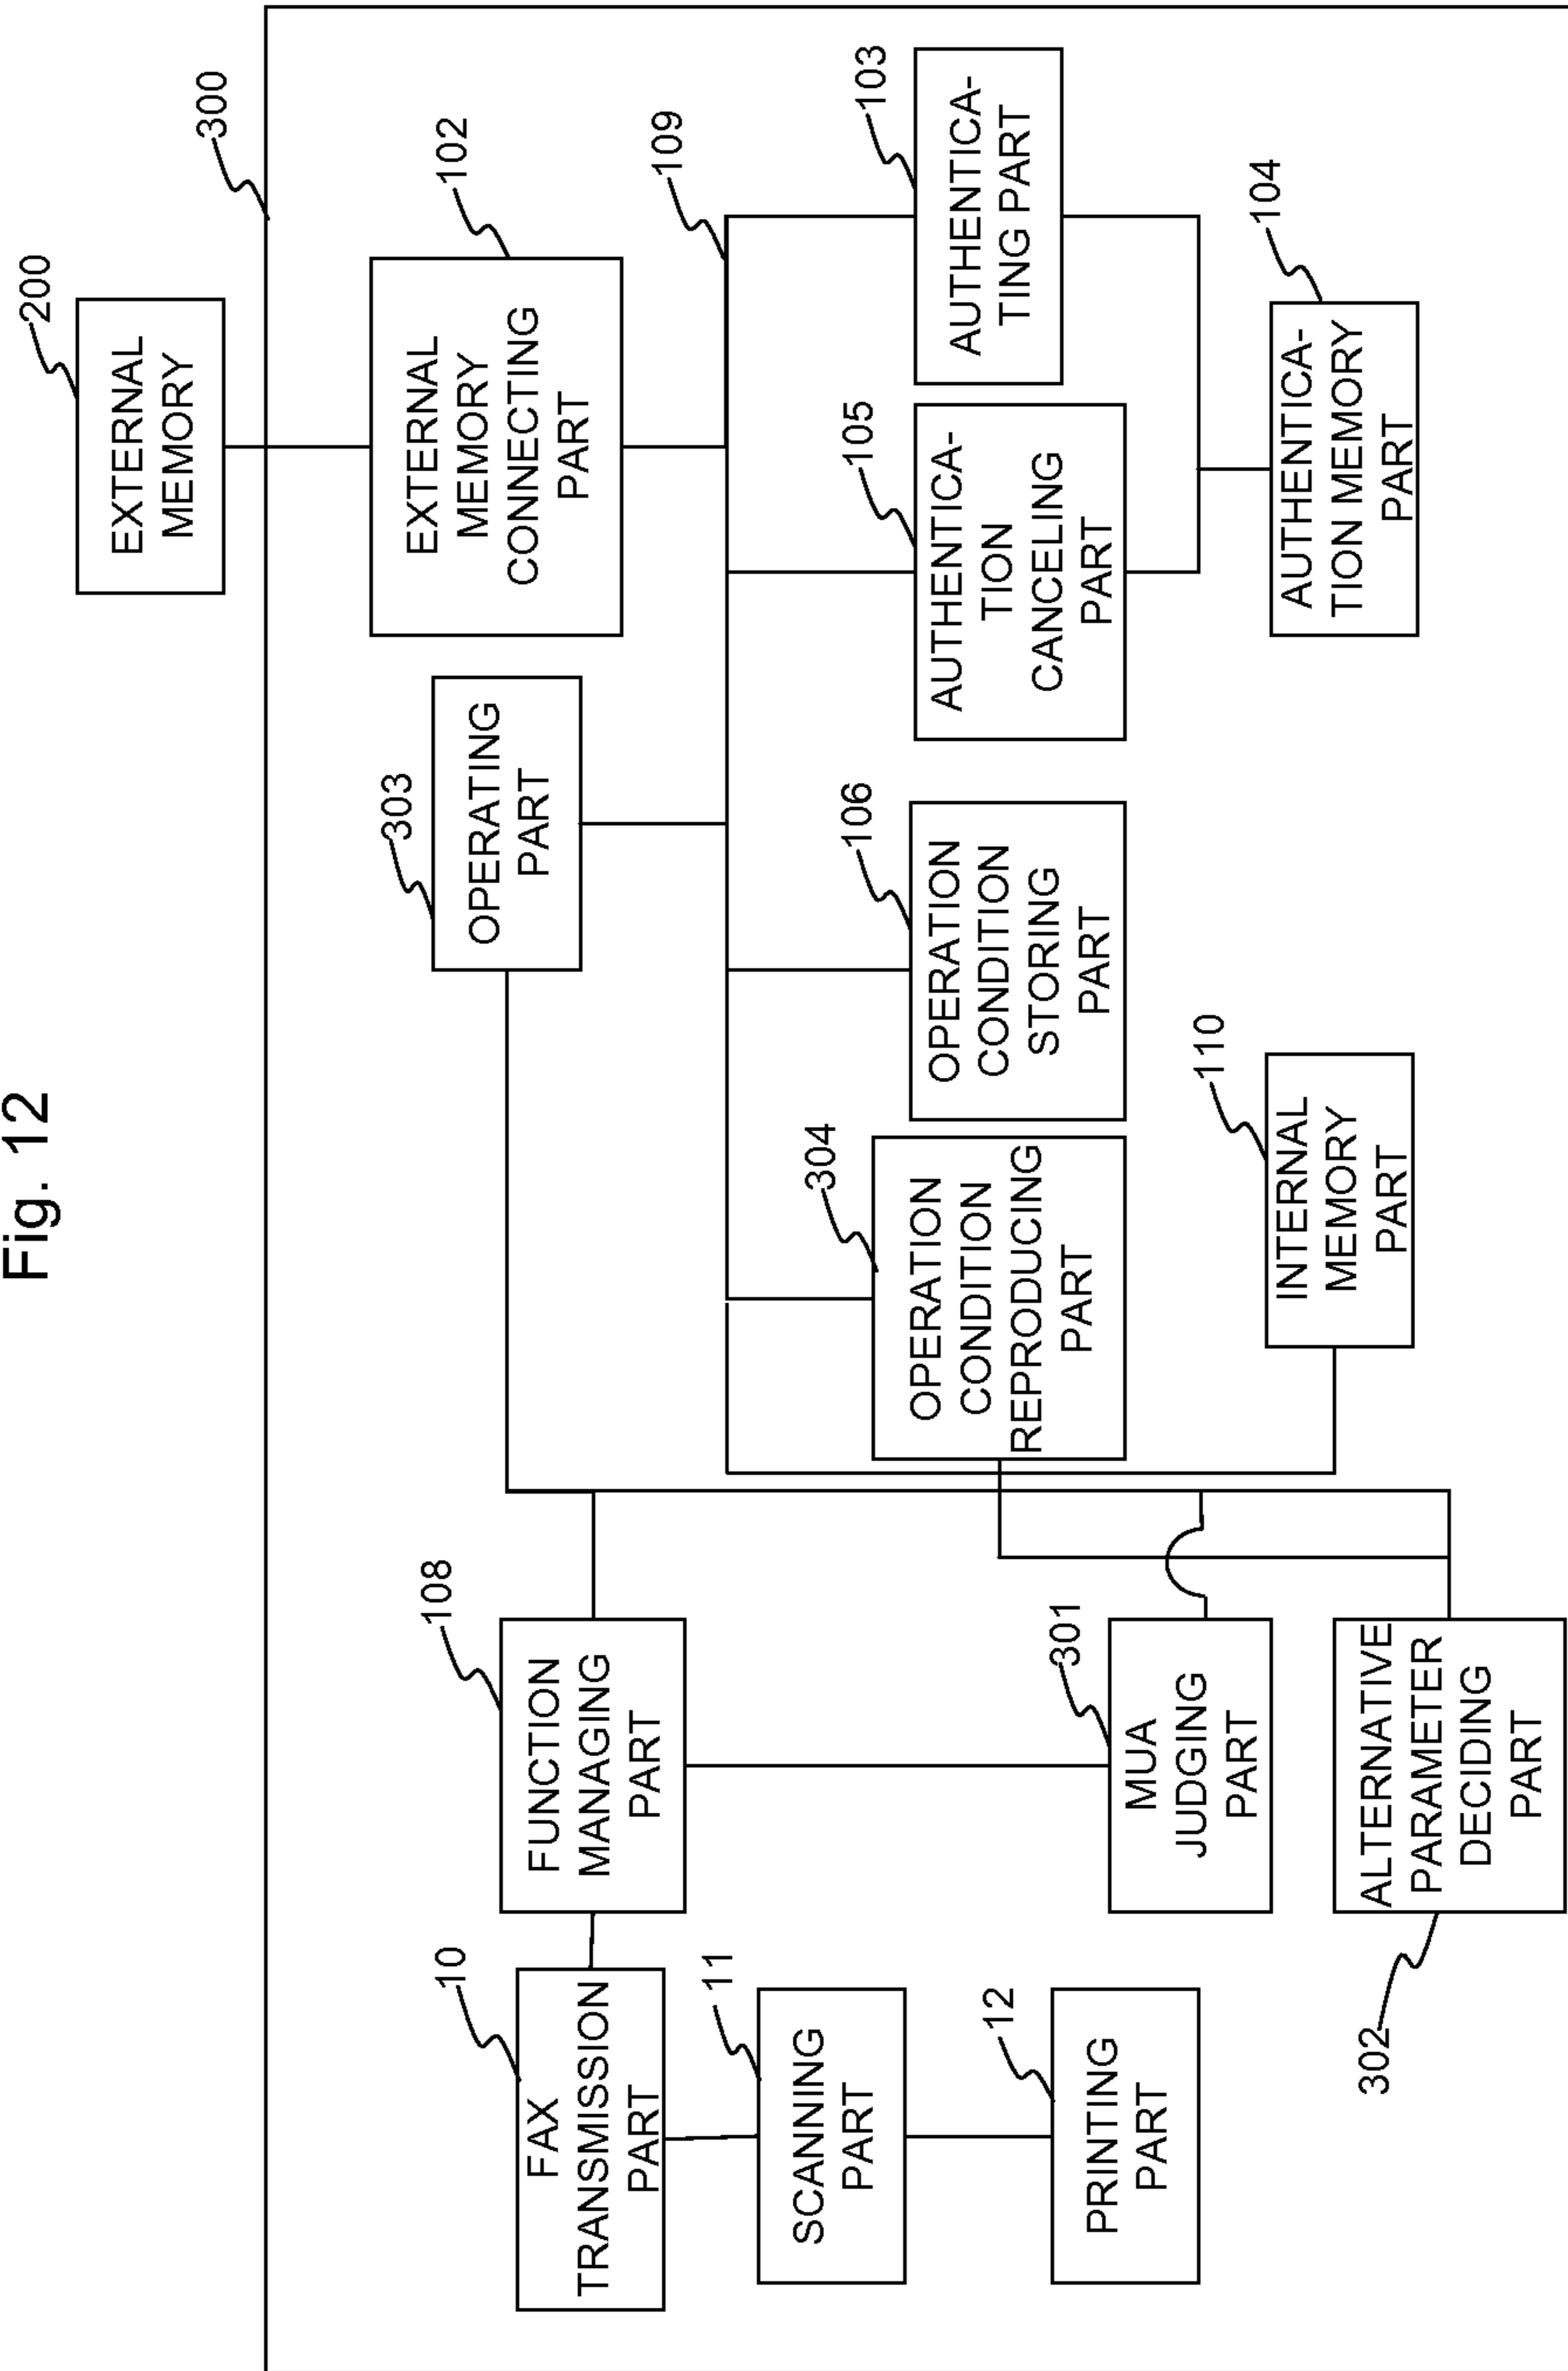 Fig. 12
200
EXTERNAL
MEMORY
300
102
EXTERNAL
MEMORY
CONNECTING
PART
303
OPERATING
PART
109
108
FUNCTION
MANAGING
PART
10
FAX
TRANSMISSION
PART
11
SCANNING
PART
12
PRINTING
PART
304
OPERATION
CONDITION
REPRODUCING
PART
106
OPERATION
CONDITION
STORING
PART
105
AUTHENTICA-
TION
CANCELING
PART
103
AUTHENTICA-
TING PART
301
MUA
JUDGING
PART
110
INTERNAL
MEMORY
PART
104
AUTHENTICA-
TION MEMORY
PART
302
ALTERNATIVE
PARAMETER
DECIDING
PART